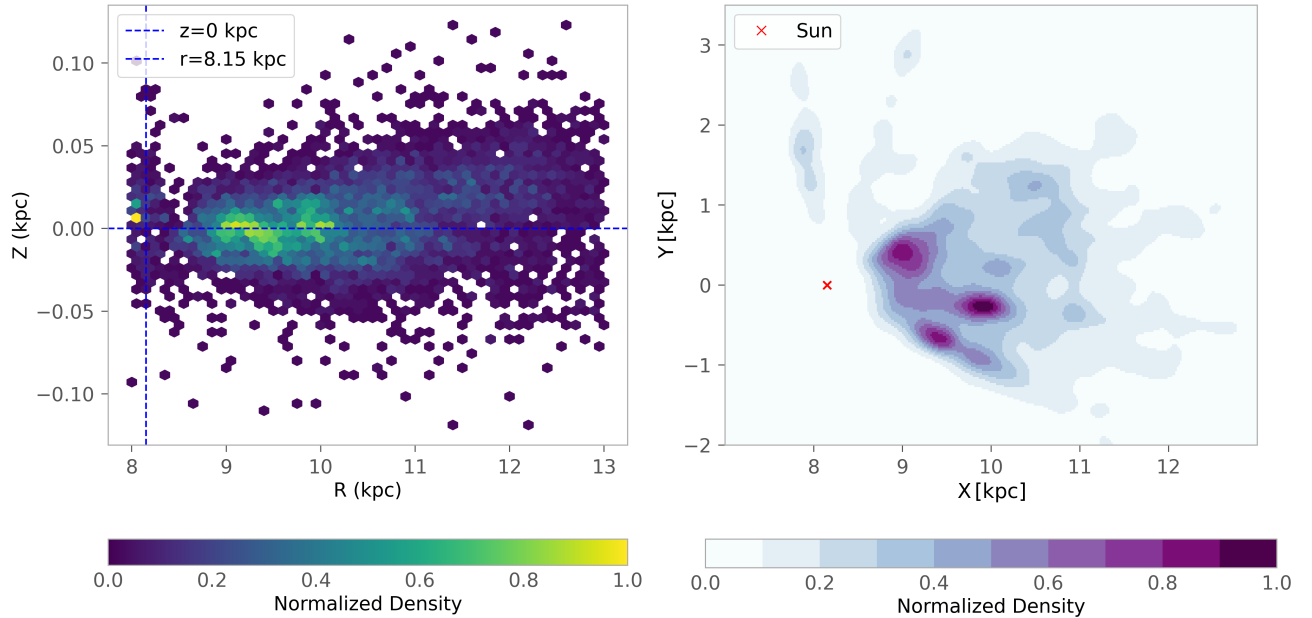 z=0 kpc
r=8.15 kpc
0.10
0.05
0.00
−0.05
−0.10
Z (kpc)
8 9 10 11 12 13
R (kpc)
0.0 0.2 0.4 0.6 0.8 1.0
Normalized Density
Sun
3
2
1
0
−1
−2
Y [kpc]
8 9 10 11 12
X [kpc]
0.0 0.2 0.4 0.6 0.8 1.0
Normalized Density